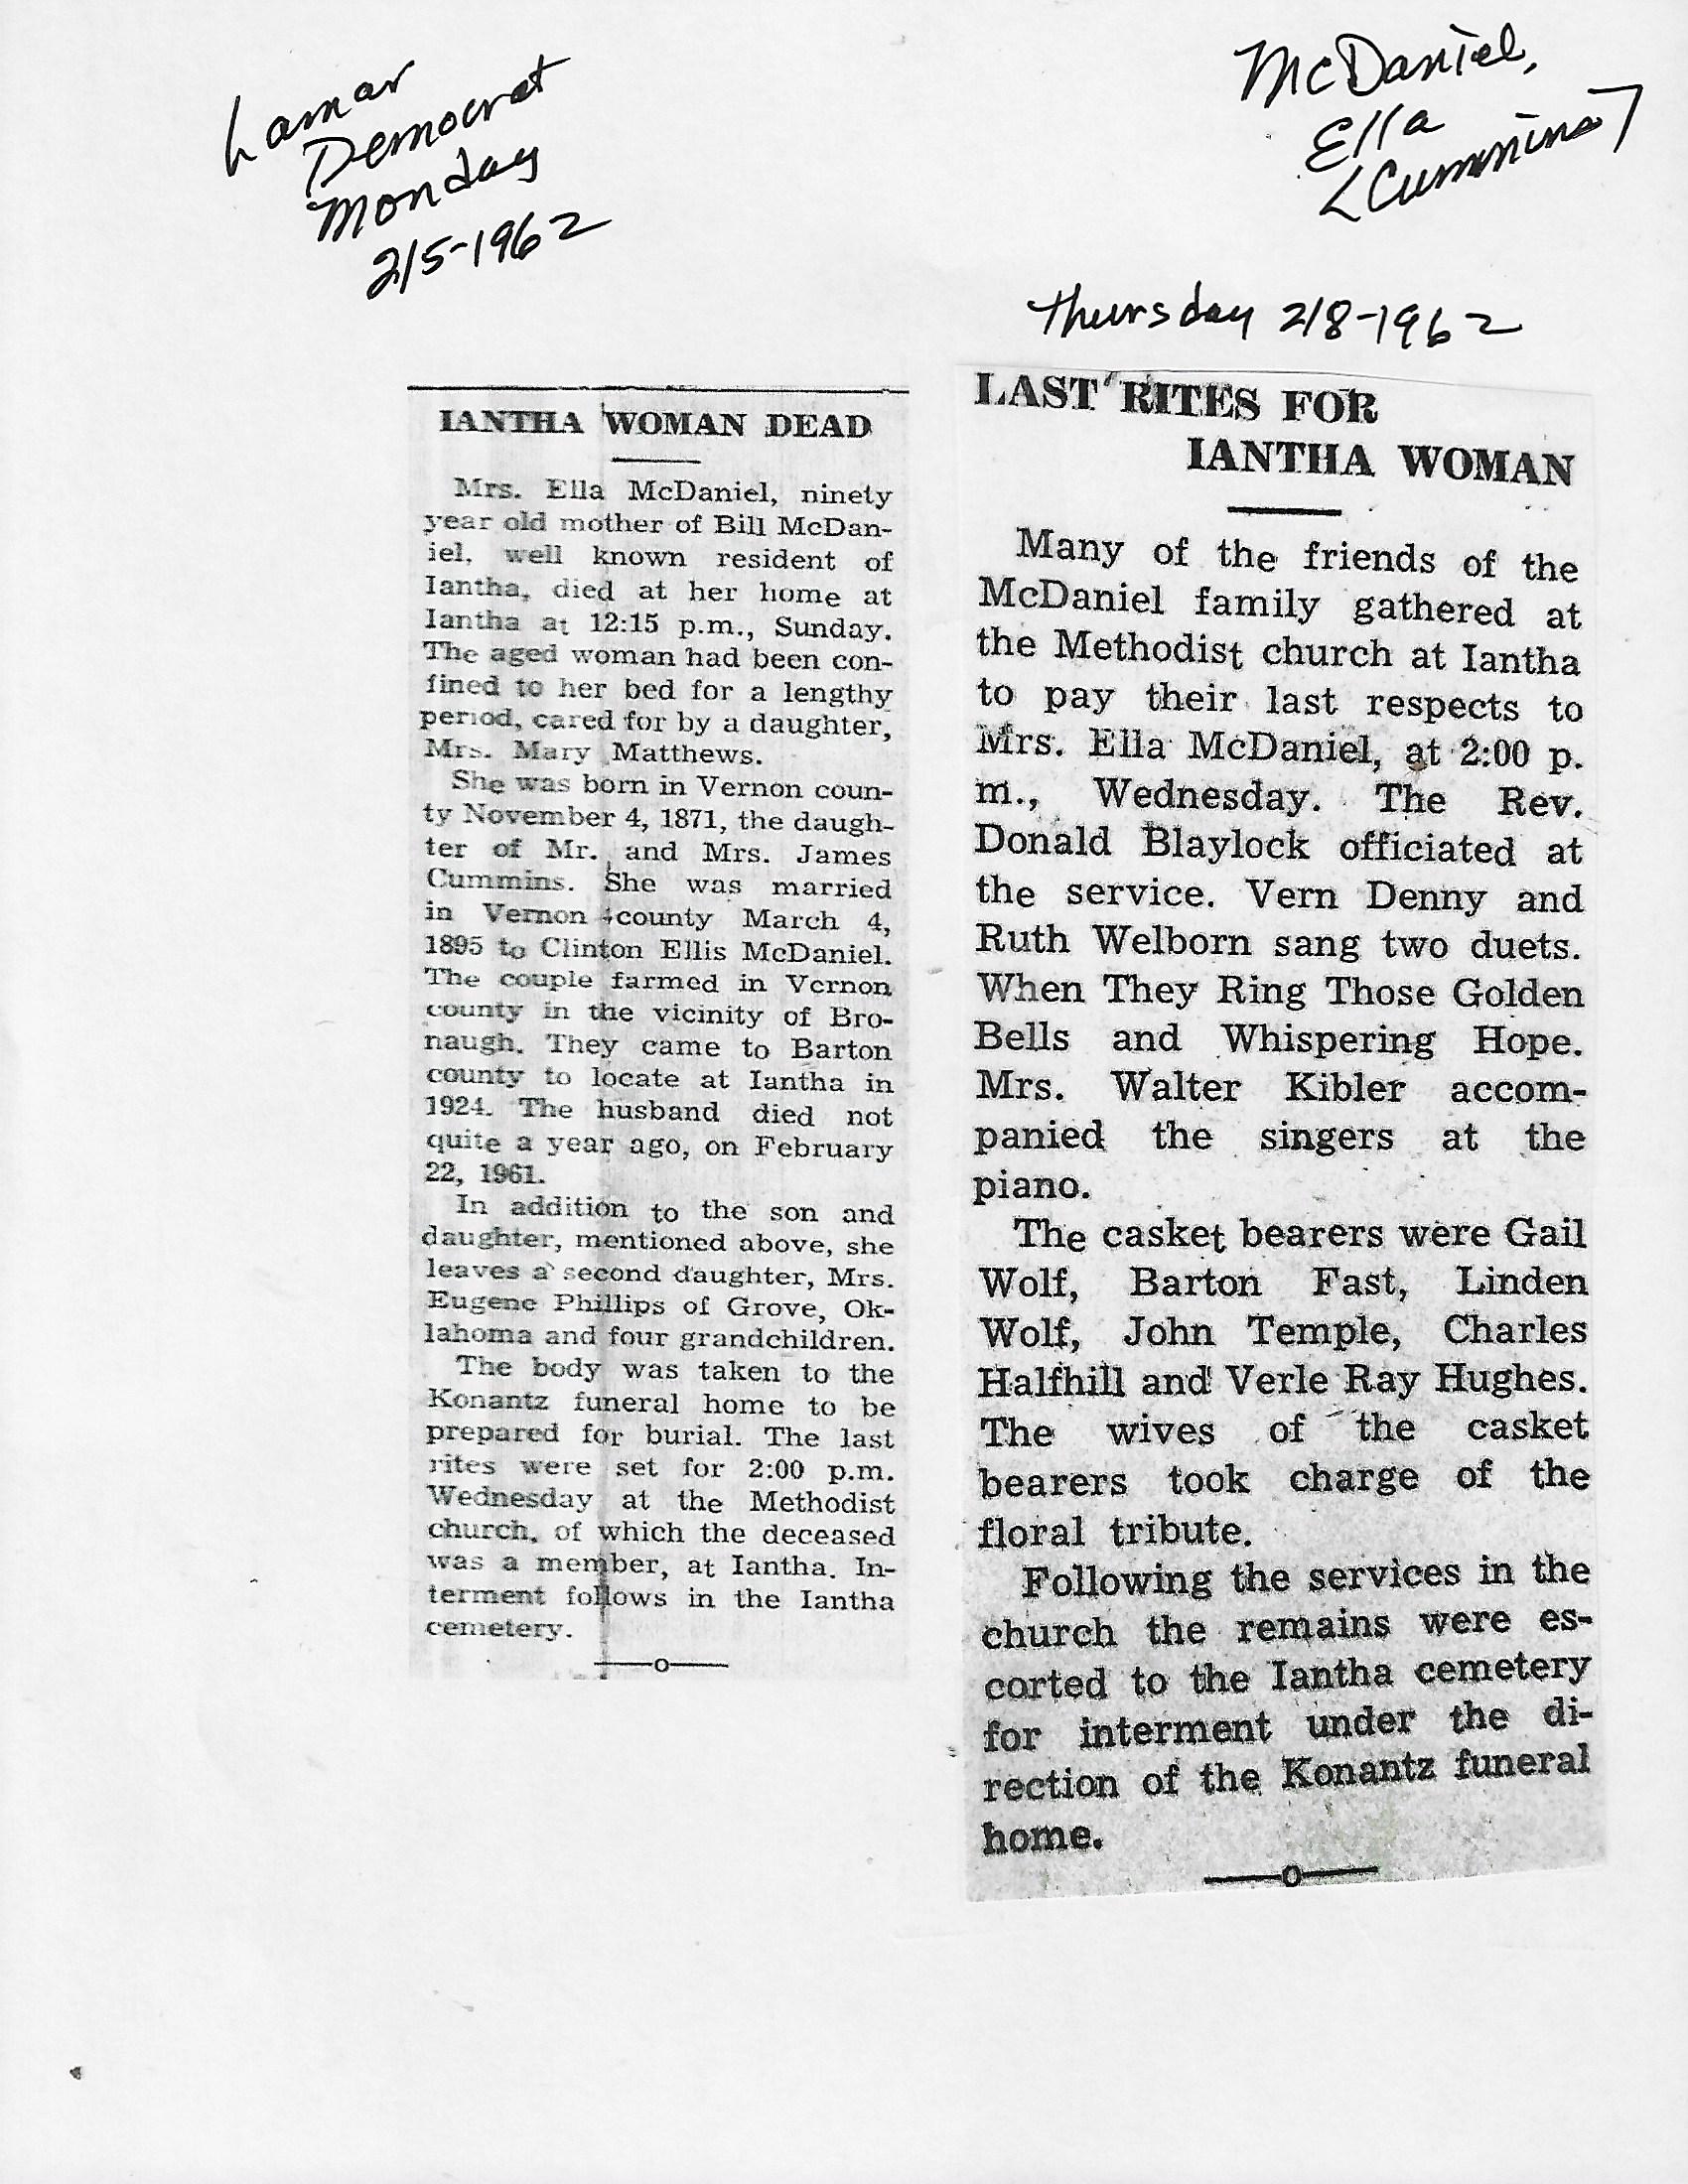 Lamar
Democrat
Monday
2/5-1962
McDaniel,
Ella
<Cummins>
Thursday 2/8-1962
IANTHA WOMAN DEAD
Mrs. Ella McDaniel, ninety
year old mother of Bill McDan-
iel, well known resident of
Iantha, died at her home at
Iantha at 12:15 p.m., Sunday.
The aged woman had been con-
fined to her bed for a lengthy
period, cared for by a daughter,
Mrs. Mary Matthews.
She was born in Vernon coun-
ty November 4, 1871, the daugh-
ter of Mr. and Mrs. James
Cummins. She was married
in Vernon county March 4,
1895 to Clinton Ellis McDaniel.
The couple farmed in Vernon
county in the vicinity of Bro-
naugh. They came to Barton
county to locate at Iantha in
1924. The husband died not
quite a year ago, on February
22, 1961.
In addition to the son and
daughter, mentioned above, she
leaves a second daughter, Mrs.
Eugene Phillips of Grove, Ok-
lahoma and four grandchildren.
The body was taken to the
Konantz funeral home to be
prepared for burial. The last
rites were set for 2:00 p.m.
Wednesday at the Methodist
church, of which the deceased
was a member, at Iantha. In-
terment follows in the Iantha
cemetery.
LAST RITES FOR
IANTHA WOMAN
Many of the friends of the
McDaniel family gathered at
the Methodist church at Iantha
to pay their last respects to
Mrs. Ella McDaniel, at 2:00 p.
m., Wednesday. The Rev.
Donald Blaylock officiated at
the service. Vern Denny and
Ruth Welborn sang two duets.
When They Ring Those Golden
Bells and Whispering Hope.
Mrs. Walter Kibler accom-
panied the singers at the
piano.
The casket bearers were Gail
Wolf, Barton Fast, Linden
Wolf, John Temple, Charles
Halfhill and Verle Ray Hughes.
The wives of the casket
bearers took charge of the
floral tribute.
Following the services in the
church the remains were es-
corted to the Iantha cemetery
for interment under the di-
rection of the Konantz funeral
home.